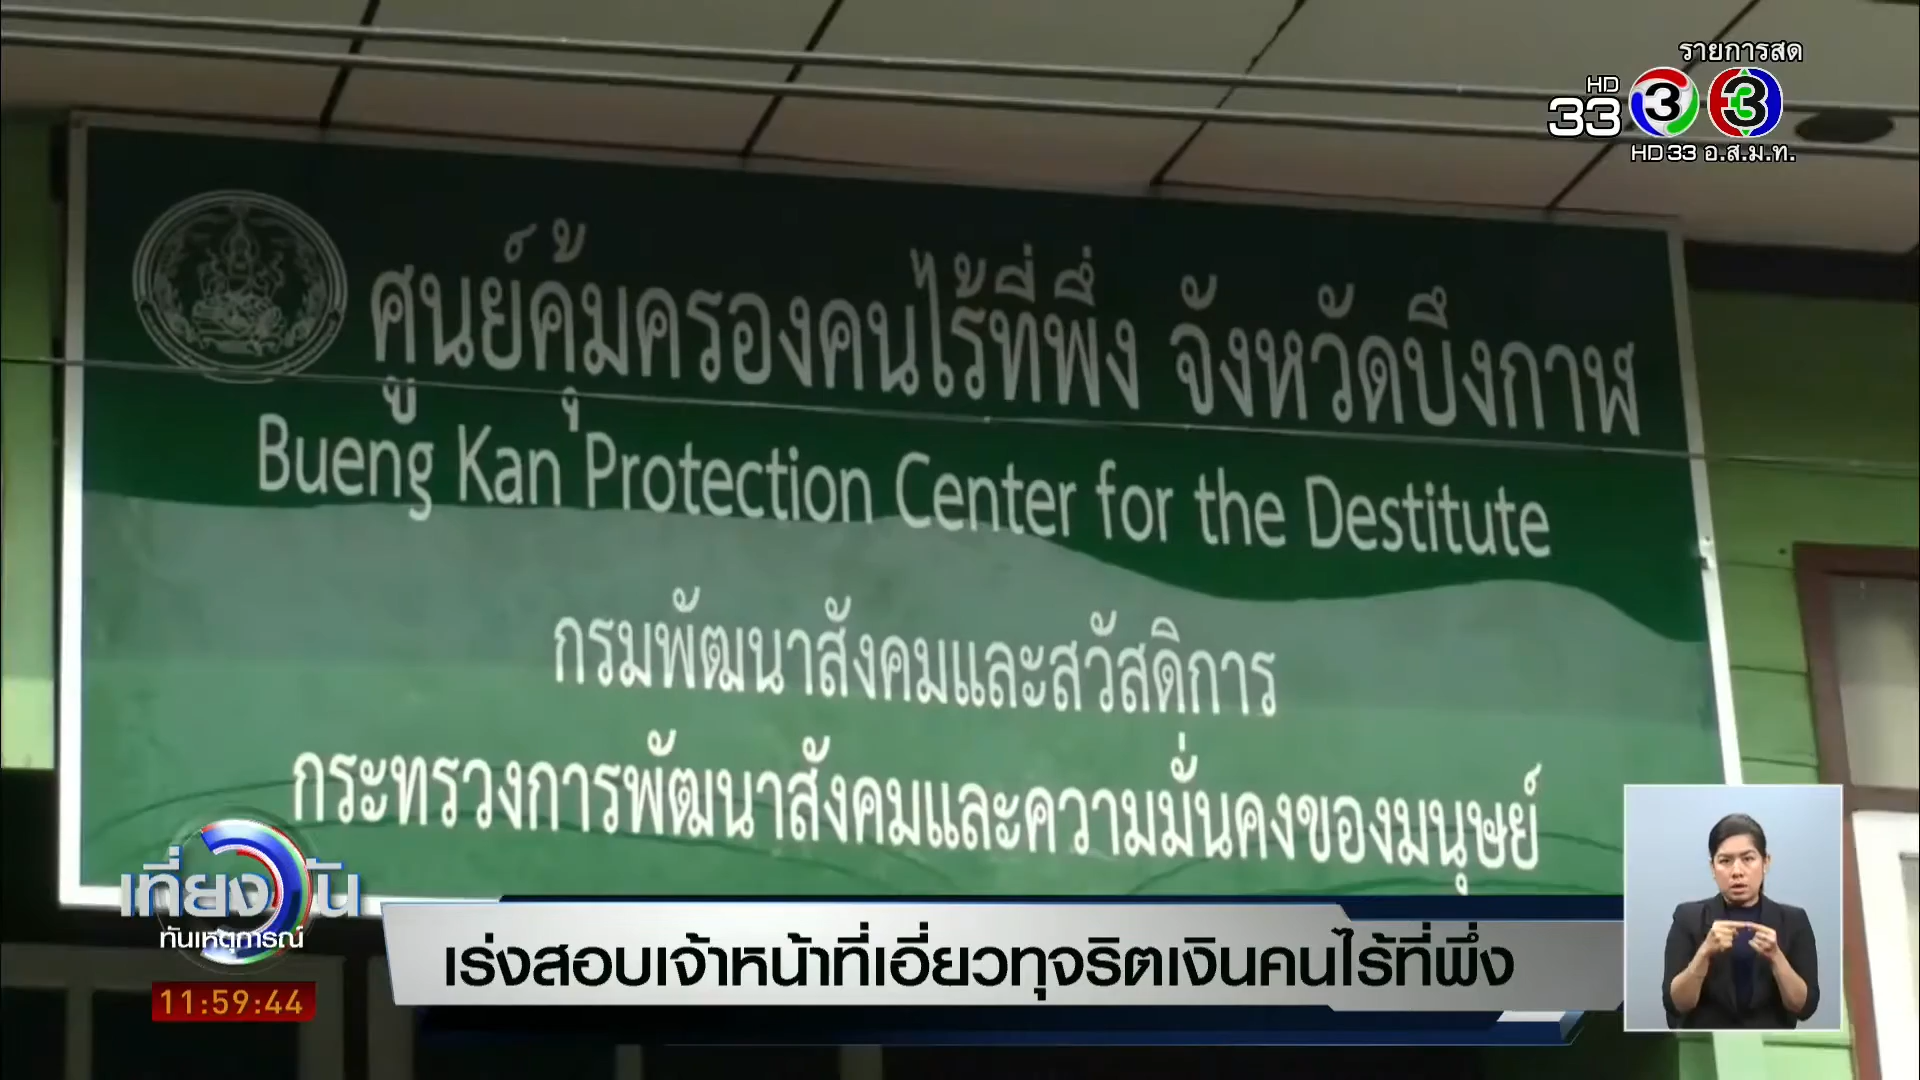 รายการสด
HD
33 3 3
HD 33 อ.ส.ม.ท.
ศูนย์คุ้มครองคนไร้ที่พึ่ง จังหวัดบึงกาฬ
Bueng Kan Protection Center for the Destitute
กรมพัฒนาสังคมและสวัสดิการ
กระทรวงการพัฒนาสังคมและความมั่นคงของมนุษย์
เที่ยงวัน
ทันเหตุการณ์
เร่งสอบเจ้าหน้าที่เอี่ยวทุจริตเงินคนไร้ที่พึ่ง
11:59:44